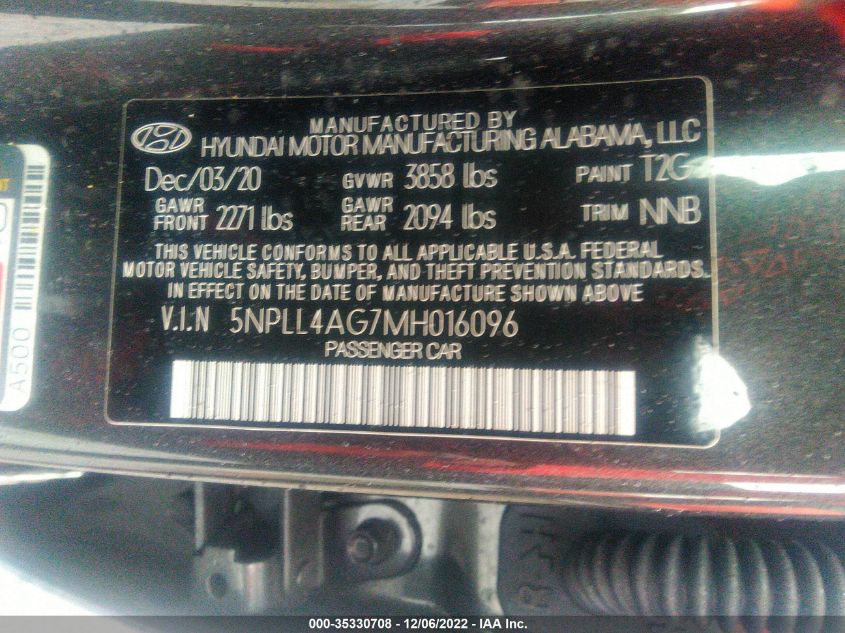 MANUFACTURED BY
HYUNDAI MOTOR MANUFACTURING ALABAMA, LLC
Dec/03/20 GVWR 3858 lbs PAINT T2G
GAWR FRONT 2271 lbs GAWR REAR 2094 lbs TRIM NNB
THIS VEHICLE CONFORMS TO ALL APPLICABLE U.S.A. FEDERAL
MOTOR VEHICLE SAFETY, BUMPER, AND THEFT PREVENTION STANDARDS
IN EFFECT ON THE DATE OF MANUFACTURE SHOWN ABOVE
V.I.N 5NPLL4AG7MH016096
PASSENGER CAR
A500
000-35330708 - 12/06/2022 - IAA Inc.